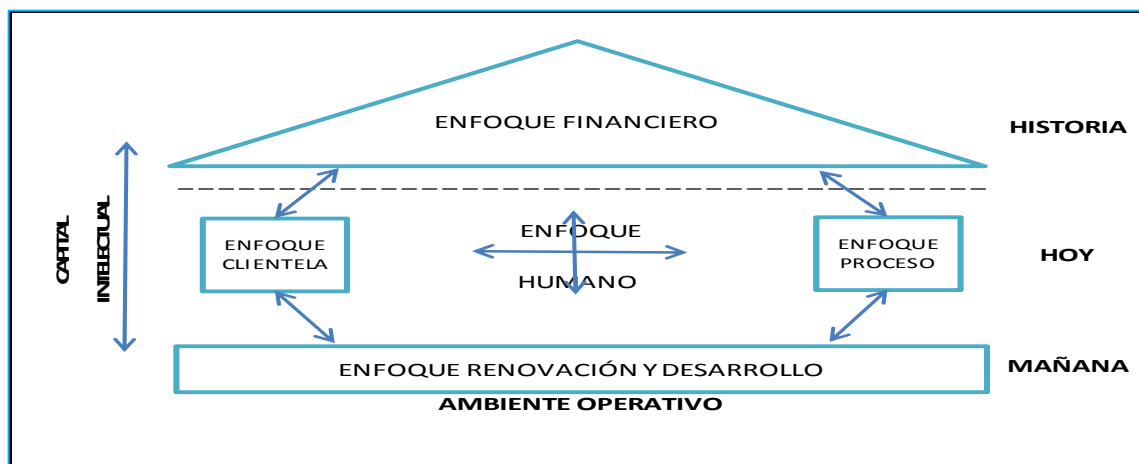 ENFOQUE FINANCIERO
HISTORIA
CAPITAL
INTELECTUAL
ENFOQUE
CLIENTELA
ENFOQUE
HUMANO
ENFOQUE
PROCESO
HOY
ENFOQUE RENOVACIÓN Y DESARROLLO
MAÑANA
AMBIENTE OPERATIVO